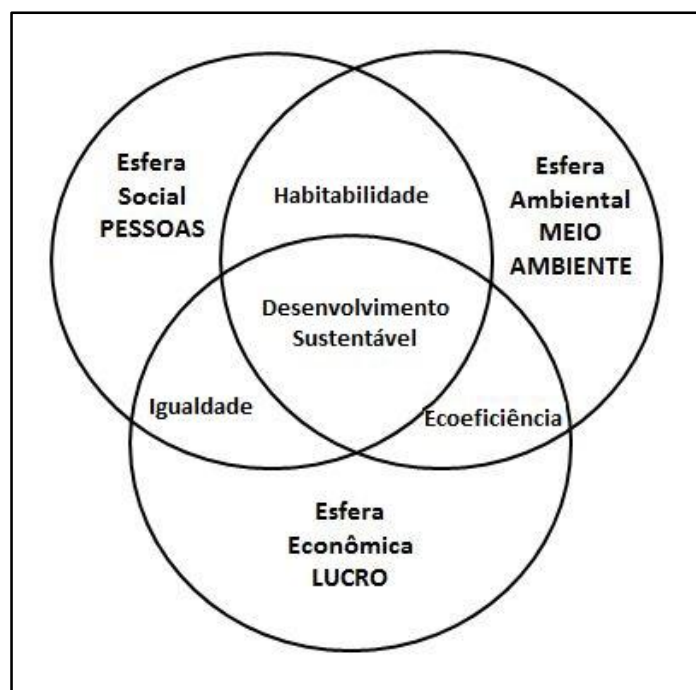 Esfera
Social
PESSOAS
Habitabilidade
Esfera
Ambiental
MEIO
AMBIENTE
Desenvolvimento
Sustentável
Igualdade
Ecoeficiência
Esfera
Econômica
LUCRO